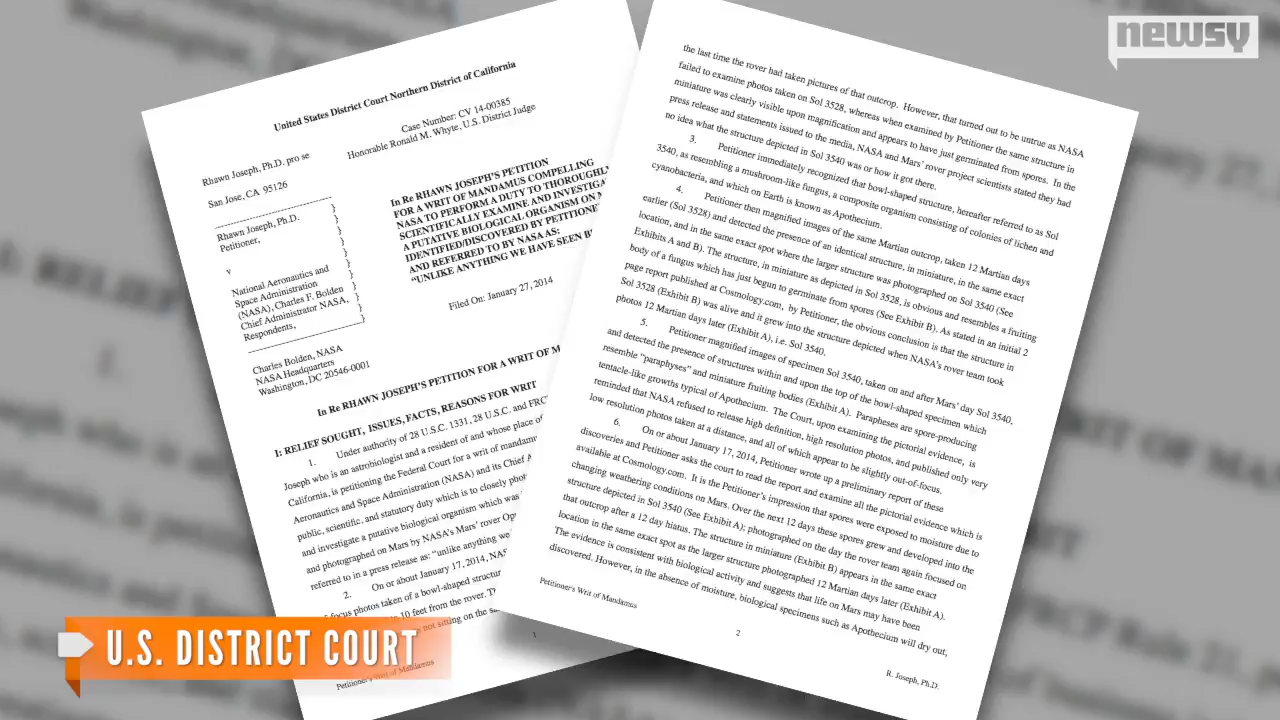 newsy
United States District Court Northern District of California
Case Number: CV 14-00385
Honorable Ronald M. Whyte, U.S. District Judge
Rhawn Joseph, Ph.D. pro se
San Jose, CA 95126
Rhawn Joseph, Ph.D.
Petitioner,
v
National Aeronautics and
Space Administration
(NASA), Charles F. Bolden
Chief Administrator NASA,
Respondents,
In Re RHAWN JOSEPH'S PETITION
FOR A WRIT OF MANDAMUS COMPELLING
NASA TO PERFORM A DUTY TO THOROUGHLY
SCIENTIFICALLY EXAMINE AND INVESTIGA
A PUTATIVE BIOLOGICAL ORGANISM ON
IDENTIFIED/DISCOVERED BY PETITIONE
AND REFERRED TO BY NASA AS:
"UNLIKE ANYTHING WE HAVE SEEN B
Filed On: January 27, 2014
Charles Bolden, NASA
NASA Headquarters
Washington, DC 20546-0001
In Re RHAWN JOSEPH'S PETITION FOR A WRIT OF M
I: RELIEF SOUGHT, ISSUES, FACTS, REASONS FOR WRIT
1. Under authority of 28 U.S.C. 1331, 28 U.S.C. and FRC
Joseph who is an astrobiologist and a resident of and whose place o
California, is petitioning the Federal Court for a writ of mandamu
Aeronautics and Space Administration (NASA) and its Chief A
public, scientific, and statutory duty which is to closely pho
and investigate a putative biological organism which was
and photographed on Mars by NASA's Mars' rover Opp
referred to in a press release as: "unlike anything we
2. On or about January 17, 2014, NAS
focus photos taken of a bowl-shaped structur
in 10 feet from the rover. Th
not sitting on the sa
1
Petitioner's Writ of Mandamus
the last time the rover had taken pictures of that outcrop. However, that turned out to be untrue as NASA
failed to examine photos taken on Sol 3528, whereas when examined by Petitioner the same structure in
miniature was clearly visible upon magnification and appears to have just germinated from spores. In the
press release and statements issued to the media, NASA and Mars' rover project scientists stated they had
no idea what the structure depicted in Sol 3540 was or how it got there.
3. Petitioner immediately recognized that bowl-shaped structure, hereafter referred to as Sol
3540, as resembling a mushroom-like fungus, a composite organism consisting of colonies of lichen and
cyanobacteria, and which on Earth is known as Apothecium.
4. Petitioner then magnified images of the same Martian outcrop, taken 12 Martian days
earlier (Sol 3528) and detected the presence of an identical structure, in miniature, in the same exact
location, and in the same exact spot where the larger structure was photographed on Sol 3540 (See
Exhibits A and B). The structure, in miniature as depicted in Sol 3528, is obvious and resembles a fruiting
body of a fungus which has just begun to germinate from spores (See Exhibit B). As stated in an initial 2
page report published at Cosmology.com, by Petitioner, the obvious conclusion is that the structure in
Sol 3528 (Exhibit B) was alive and it grew into the structure depicted when NASA's rover team took
photos 12 Martian days later (Exhibit A), i.e. Sol 3540.
5. Petitioner magnified images of specimen Sol 3540, taken on and after Mars' day Sol 3540,
and detected the presence of structures within and upon the top of the bowl-shaped specimen which
resemble "paraphyses" and miniature fruiting bodies (Exhibit A). Parapheses are spore-producing
tentacle-like growths typical of Apothecium. The Court, upon examining the pictorial evidence, is
reminded that NASA refused to release high definition, high resolution photos, and published only very
low resolution photos taken at a distance, and all of which appear to be slightly out-of-focus.
6. On or about January 17, 2014, Petitioner wrote up a preliminary report of these
discoveries and Petitioner asks the court to read the report and examine all the pictorial evidence which is
available at Cosmology.com. It is the Petitioner's impression that spores were exposed to moisture due to
changing weathering conditions on Mars. Over the next 12 days these spores grew and developed into the
structure depicted in Sol 3540 (See Exhibit A); photographed on the day the rover team again focused on
that outcrop after a 12 day hiatus. The structure in miniature (Exhibit B) appears in the same exact
location in the same exact spot as the larger structure photographed 12 Martian days later (Exhibit A).
The evidence is consistent with biological activity and suggests that life on Mars may have been
discovered. However, in the absence of moisture, biological specimens such as Apothecium will dry out,
Petitioner's Writ of Mandamus
2
R. Joseph, Ph.D.
U.S. DISTRICT COURT